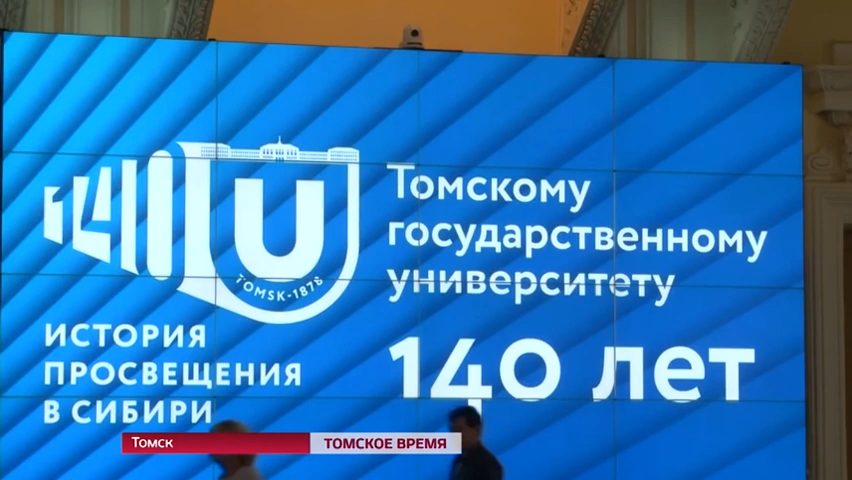 140
U
TOMSK-1878
Томскому
государственному
университету
140 лет
ИСТОРИЯ
ПРОСВЕЩЕНИЯ
В СИБИРИ
Томск
ТОМСКОЕ ВРЕМЯ